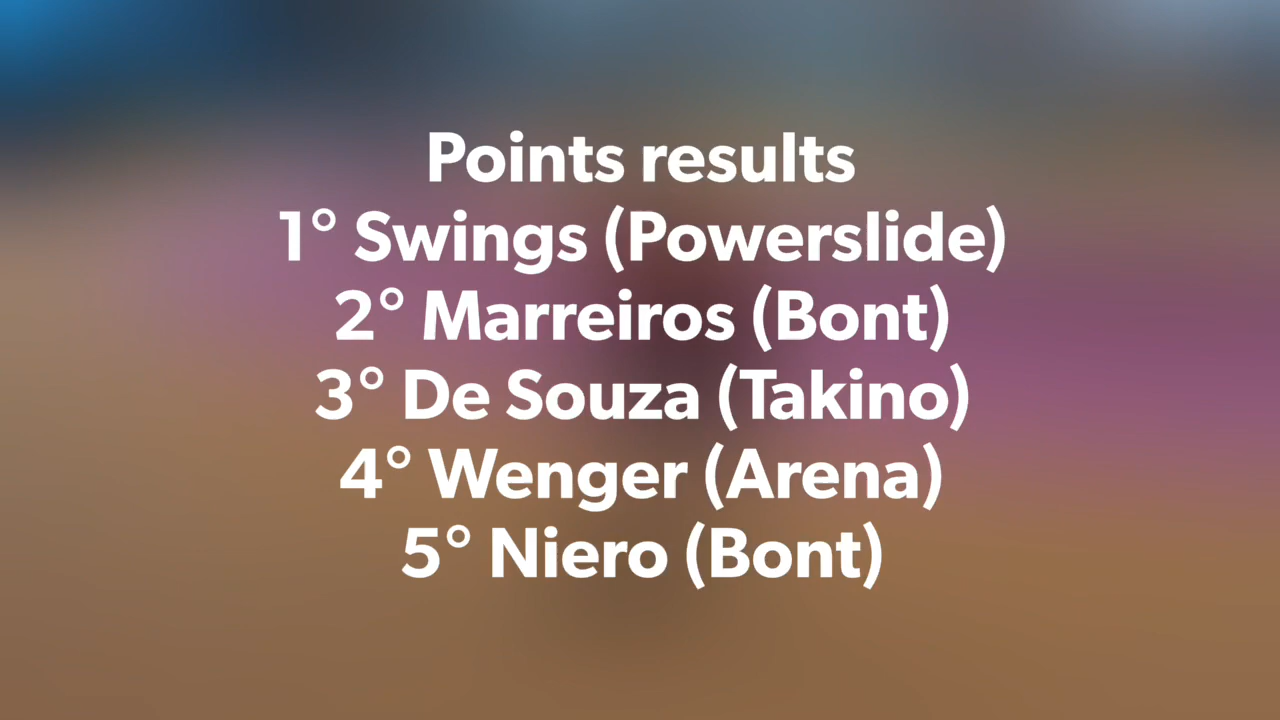 Points results
1° Swings (Powerslide)
2° Marreiros (Bont)
3° De Souza (Takino)
4° Wenger (Arena)
5° Niero (Bont)